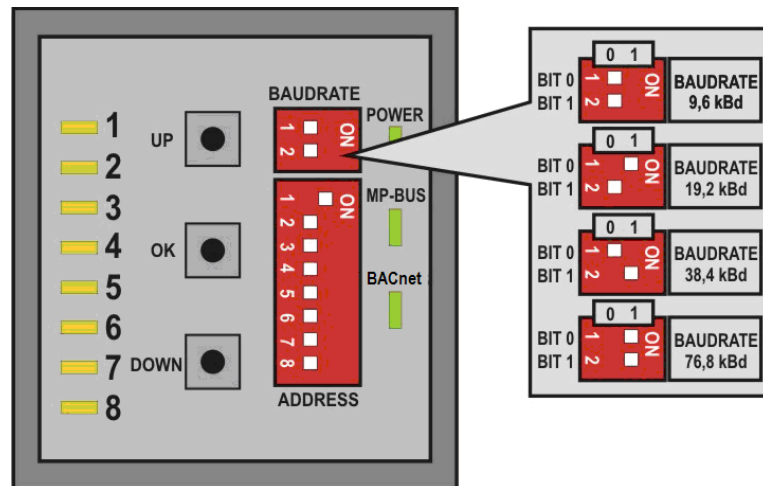 BAUDRATE
1
2
ON
POWER
MP-BUS
BACnet
1
2
3
4
5
6
7
8
UP
OK
DOWN
1
2
3
4
5
6
7
8
ON
ADDRESS
0 1
BIT 0
BIT 1
1
2
ON
BAUDRATE
9,6 kBd
0 1
BIT 0
BIT 1
1
2
ON
BAUDRATE
19,2 kBd
0 1
BIT 0
BIT 1
1
2
ON
BAUDRATE
38,4 kBd
0 1
BIT 0
BIT 1
1
2
ON
BAUDRATE
76,8 kBd